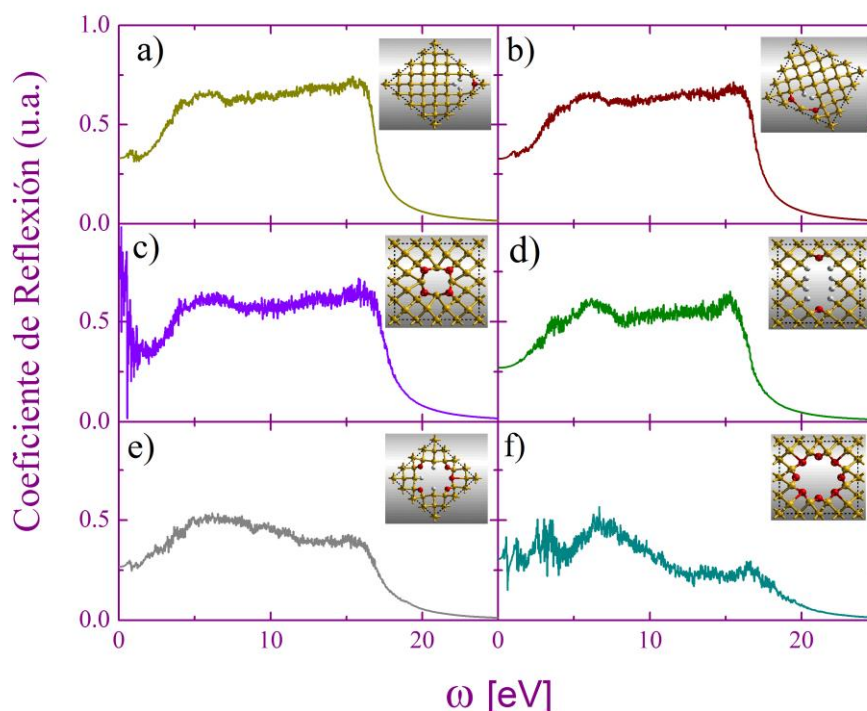 Coeficiente de Reflexión (u.a.)
1.0
a)
b)
0.5
0.0
c)
d)
0.5
0.0
e)
f)
0.5
0.0
0 10 20 0 10 20
ω [eV]